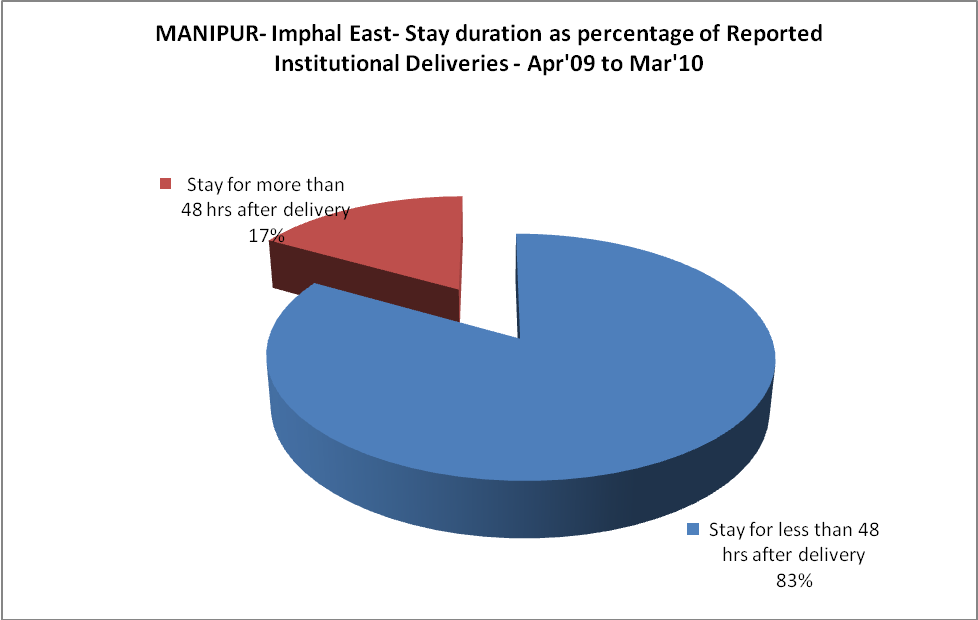 MANIPUR- Imphal East- Stay duration as percentage of Reported
Institutional Deliveries - Apr'09 to Mar'10
Stay for more than
48 hrs after delivery
17%
Stay for less than 48
hrs after delivery
83%